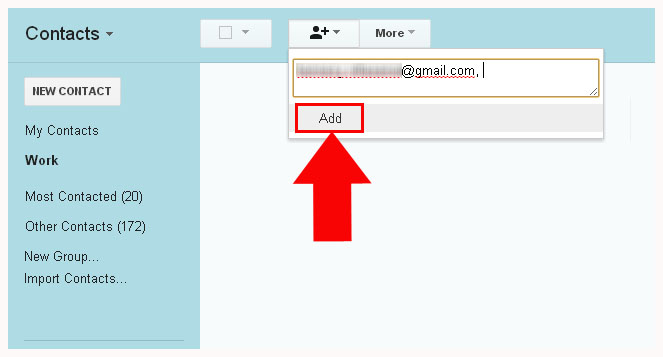 Contacts
More
@gmail.com,
Add
NEW CONTACT
My Contacts
Work
Most Contacted (20)
Other Contacts (172)
New Group...
Import Contacts...